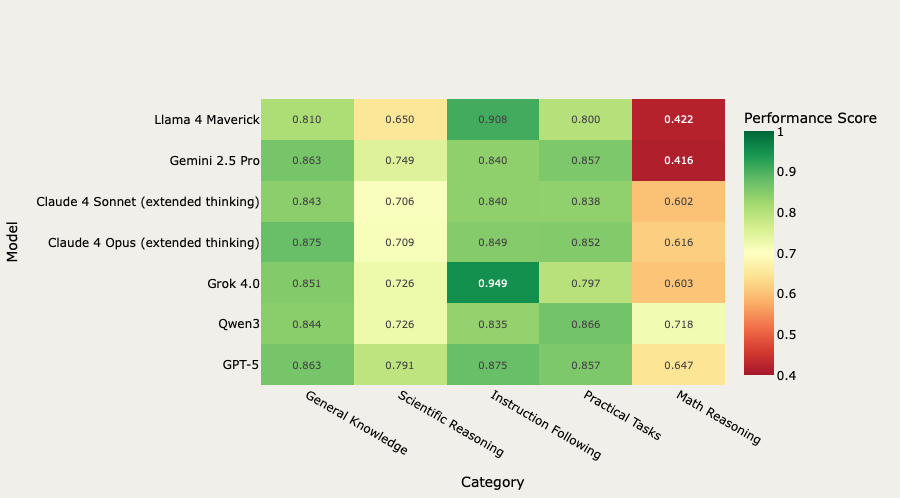 Performance Score
Llama 4 Maverick 0.810 0.650 0.908 0.800 0.422
Gemini 2.5 Pro 0.863 0.749 0.840 0.857 0.416
Claude 4 Sonnet (extended thinking) 0.843 0.706 0.840 0.838 0.602
Claude 4 Opus (extended thinking) 0.875 0.709 0.849 0.852 0.616
Grok 4.0 0.851 0.726 0.949 0.797 0.603
Qwen3 0.844 0.726 0.835 0.866 0.718
GPT-5 0.863 0.791 0.875 0.857 0.647
Model
General Knowledge
Scientific Reasoning
Instruction Following
Practical Tasks
Math Reasoning
Category
1
0.9
0.8
0.7
0.6
0.5
0.4